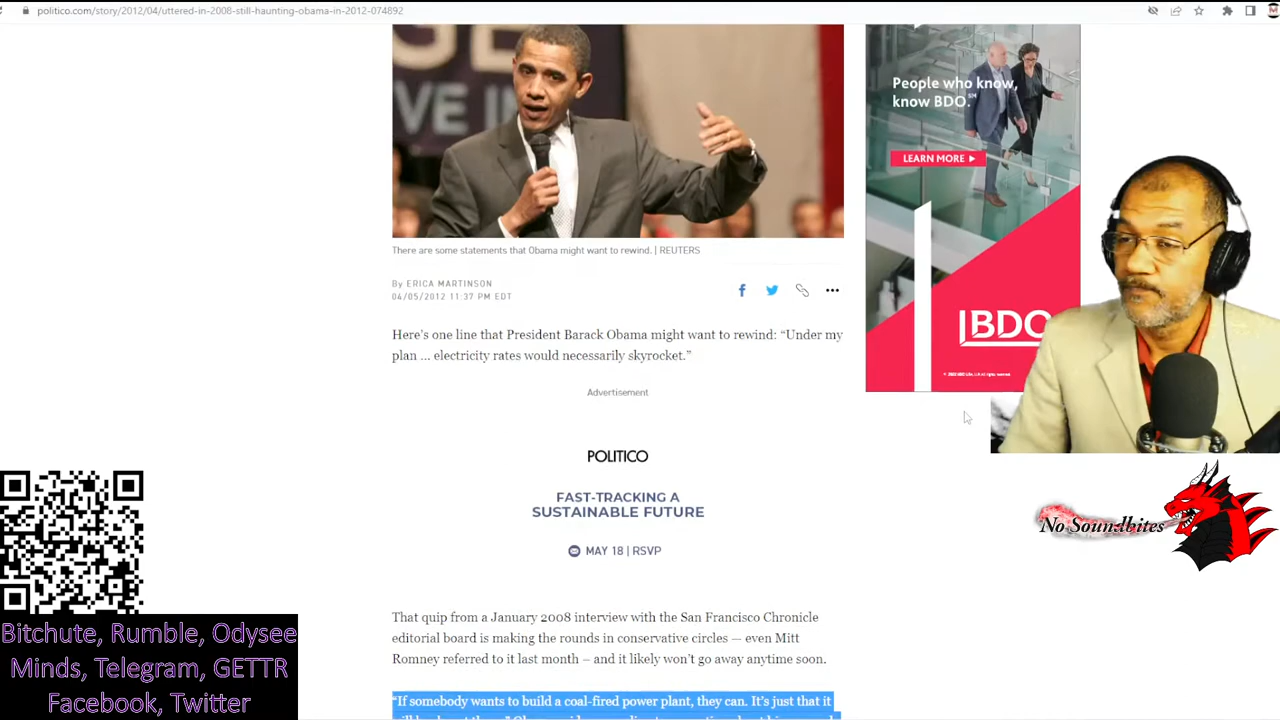 politico.com/story/2012/04/uttered-in-2008-still-haunting-obama-in-2012-074892
People who know,
know BDO.
LEARN MORE
There are some statements that Obama might want to rewind. | REUTERS
By ERICA MARTINSON
04/05/2012 11:37 PM EDT
BDO
Here's one line that President Barack Obama might want to rewind: “Under my
plan ... electricity rates would necessarily skyrocket.”
Advertisement
POLITICO
FAST-TRACKING A
SUSTAINABLE FUTURE
MAY 18 | RSVP
No Soundbites
That quip from a January 2008 interview with the San Francisco Chronicle
editorial board is making the rounds in conservative circles — even Mitt
Romney referred to it last month – and it likely won't go away anytime soon.
“If somebody wants to build a coal-fired power plant, they can. It's just that it
Bitchute, Rumble, Odysee
Minds, Telegram, GETTR
Facebook, Twitter